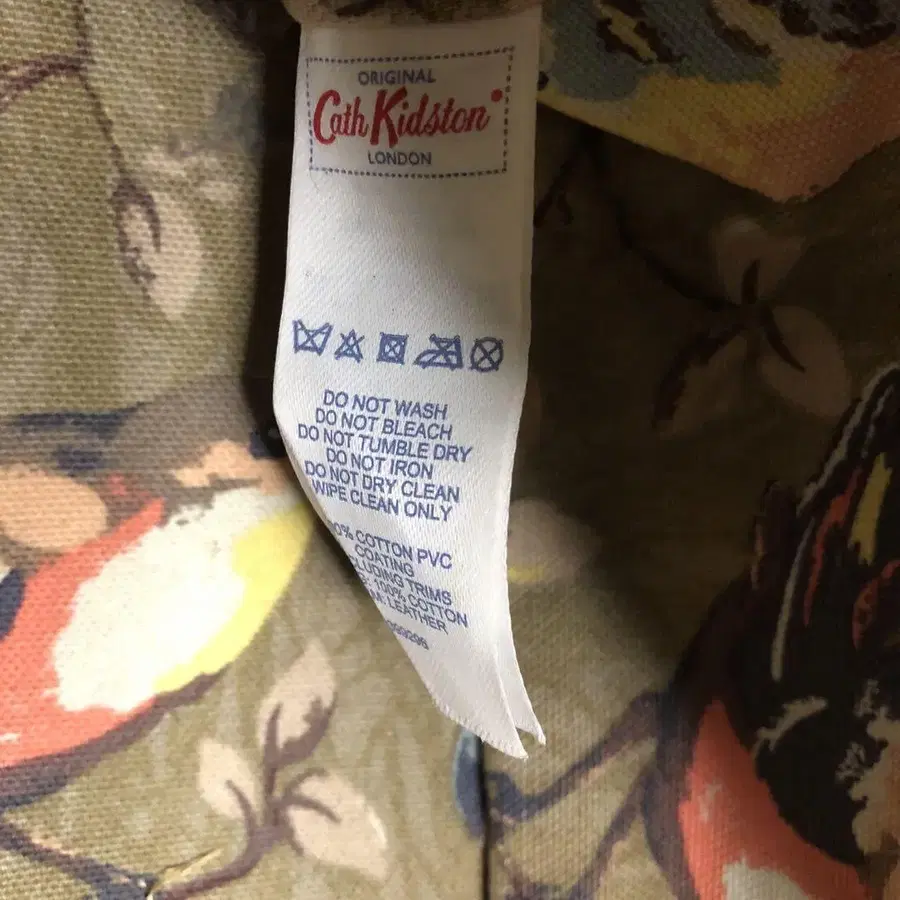 ORIGINAL
Cath Kidston
LONDON
DO NOT WASH
DO NOT BLEACH
DO NOT TUMBLE DRY
DO NOT IRON
DO NOT DRY CLEAN
WIPE CLEAN ONLY
COTTON PVC
COATING
TRIMS
100% COTTON
LEATHER